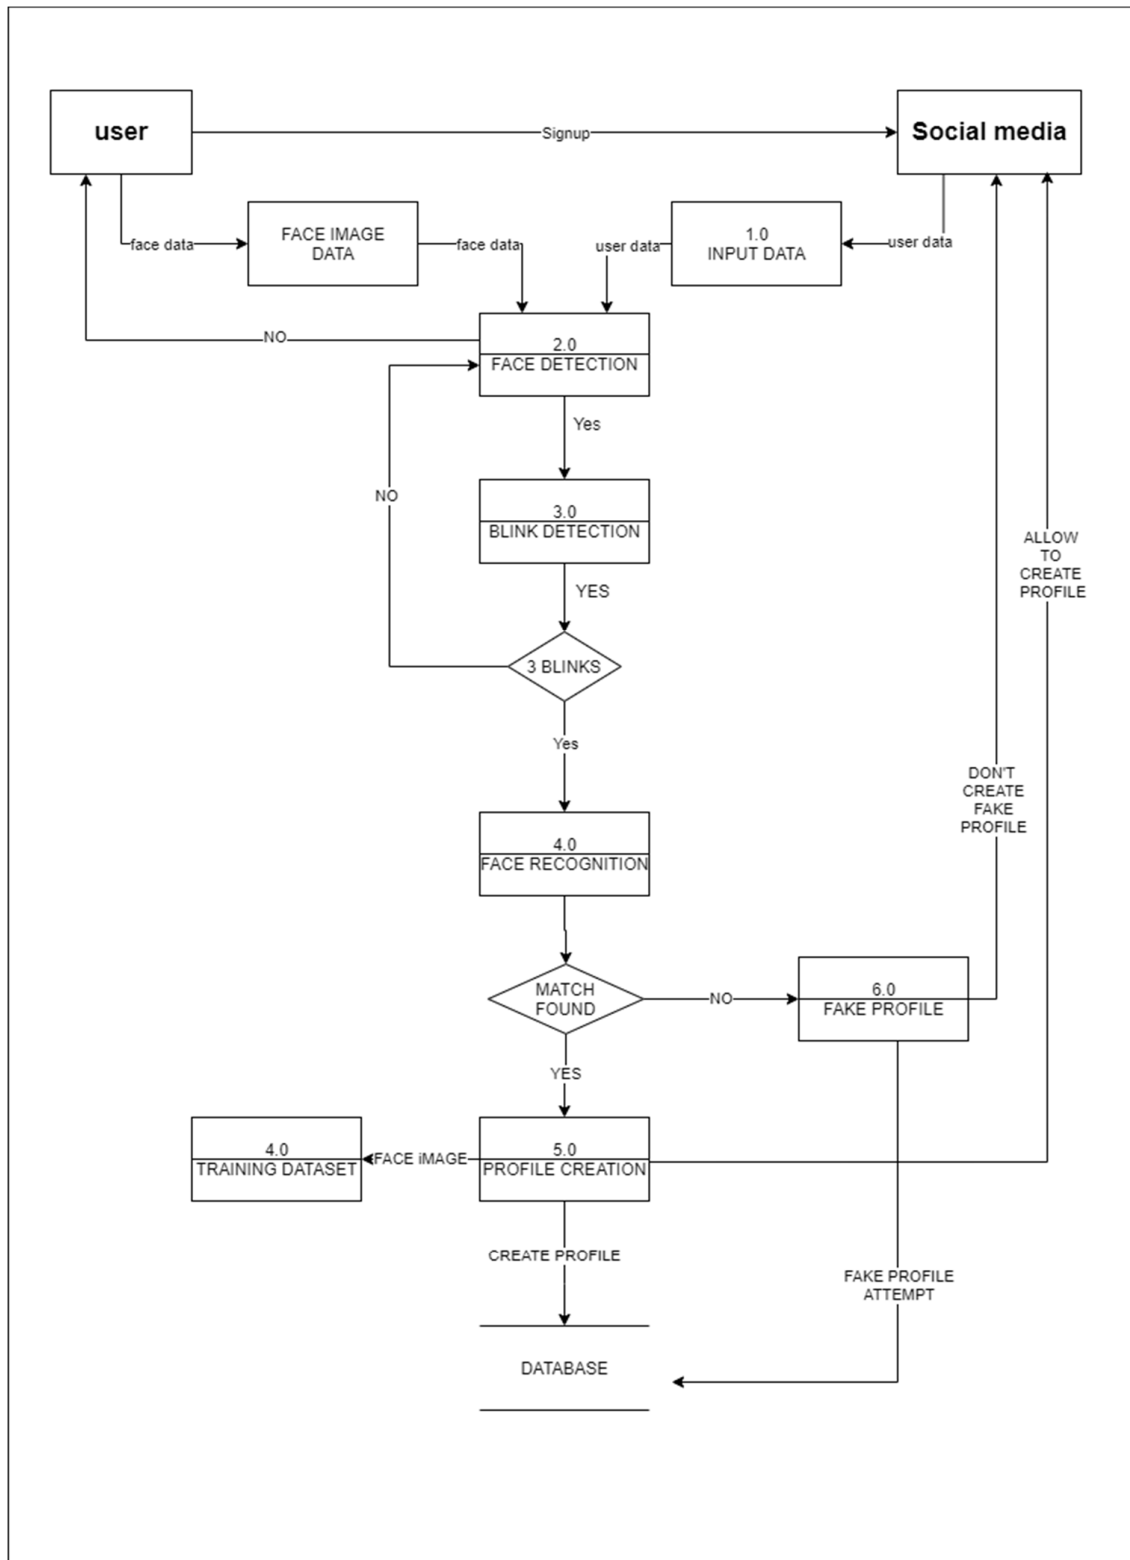 user
Signup
Social media
face data
FACE IMAGE
DATA
face data
user data
1.0
INPUT DATA
user data
NO
2.0
FACE DETECTION
Yes
NO
3.0
BLINK DETECTION
YES
ALLOW
TO
CREATE
PROFILE
3 BLINKS
Yes
DON'T
CREATE
FAKE
PROFILE
4.0
FACE RECOGNITION
MATCH
FOUND
NO
6.0
FAKE PROFILE
YES
4.0
TRAINING DATASET
FACE iMAGE
5.0
PROFILE CREATION
CREATE PROFILE
FAKE PROFILE
ATTEMPT
DATABASE